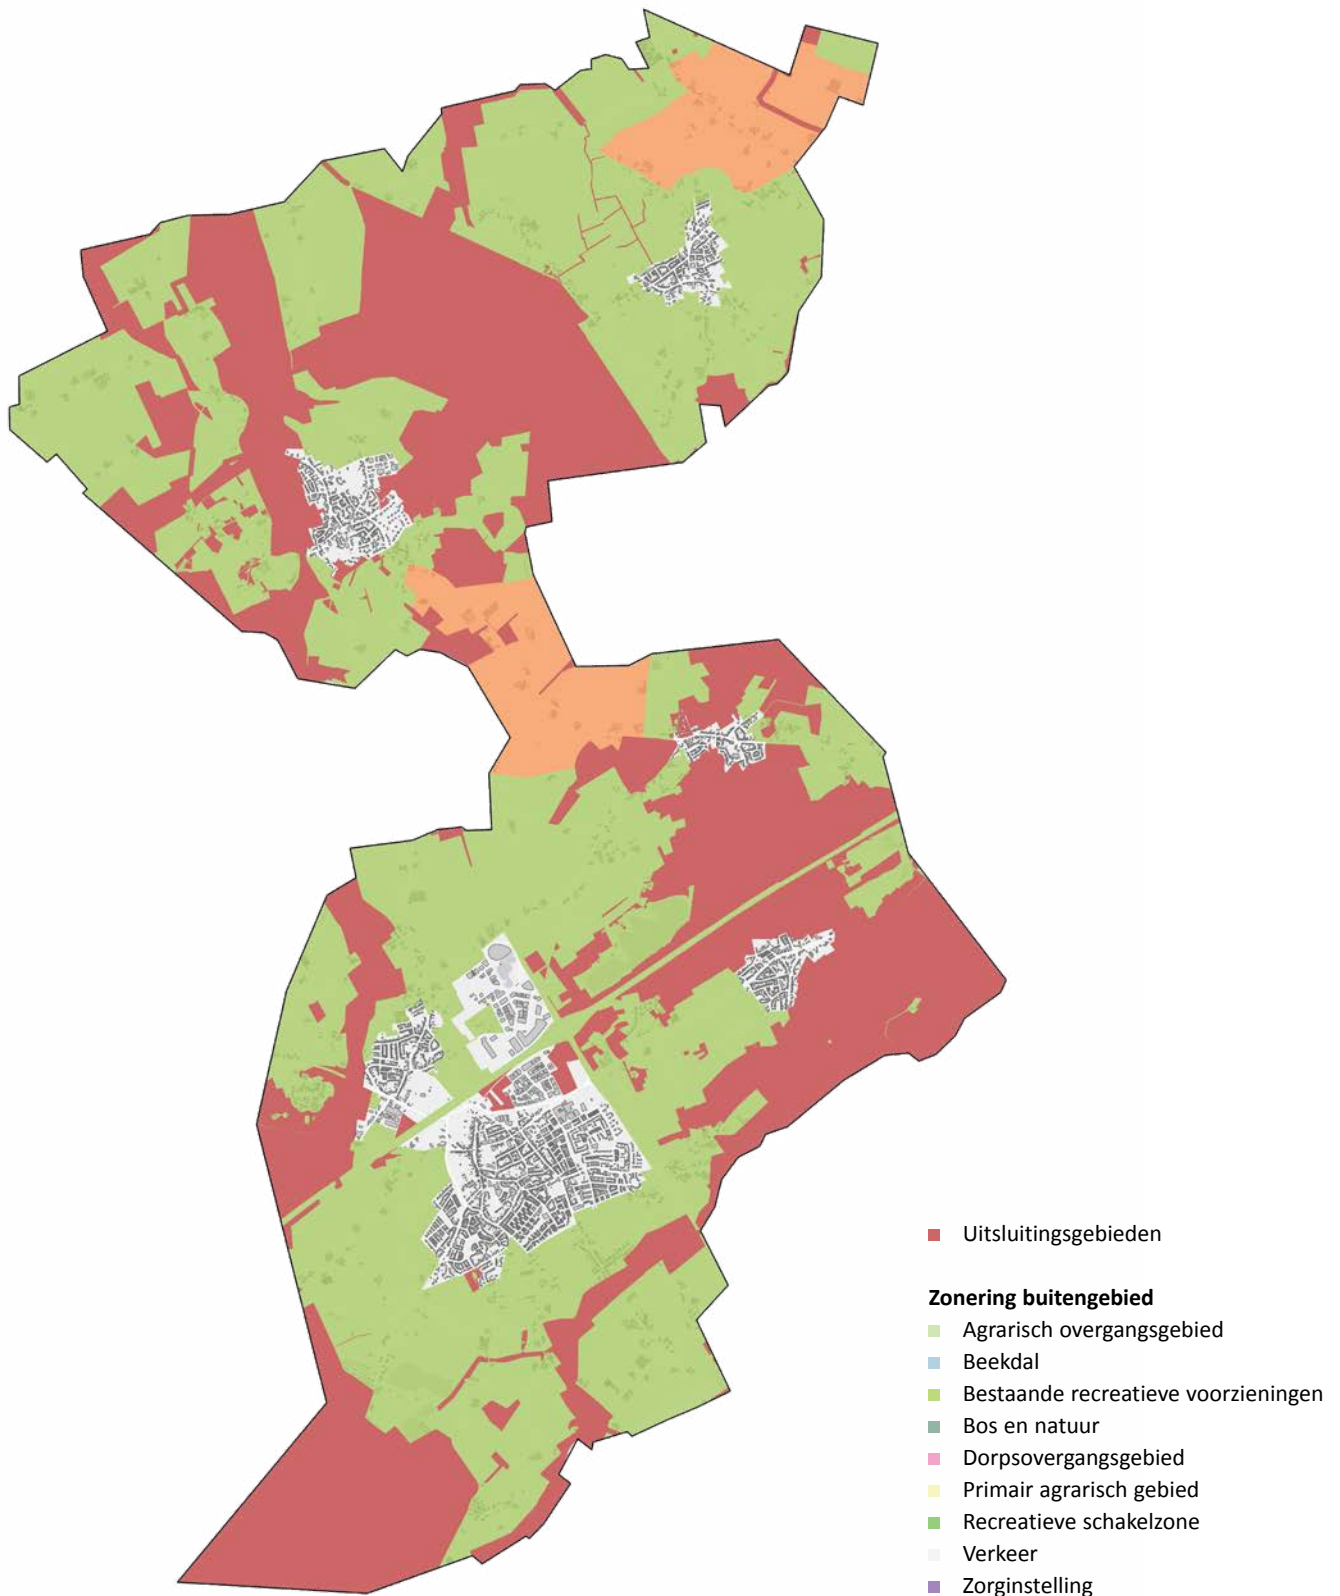 Uitsluitingsgebieden
Zonering buitengebied
Agrarisch overgangsgebied
Beekdal
Bestaande recreatieve voorzieningen
Bos en natuur
Dorpsovergangsgebied
Primair agrarisch gebied
Recreatieve schakelzone
Verkeer
Zorginstelling